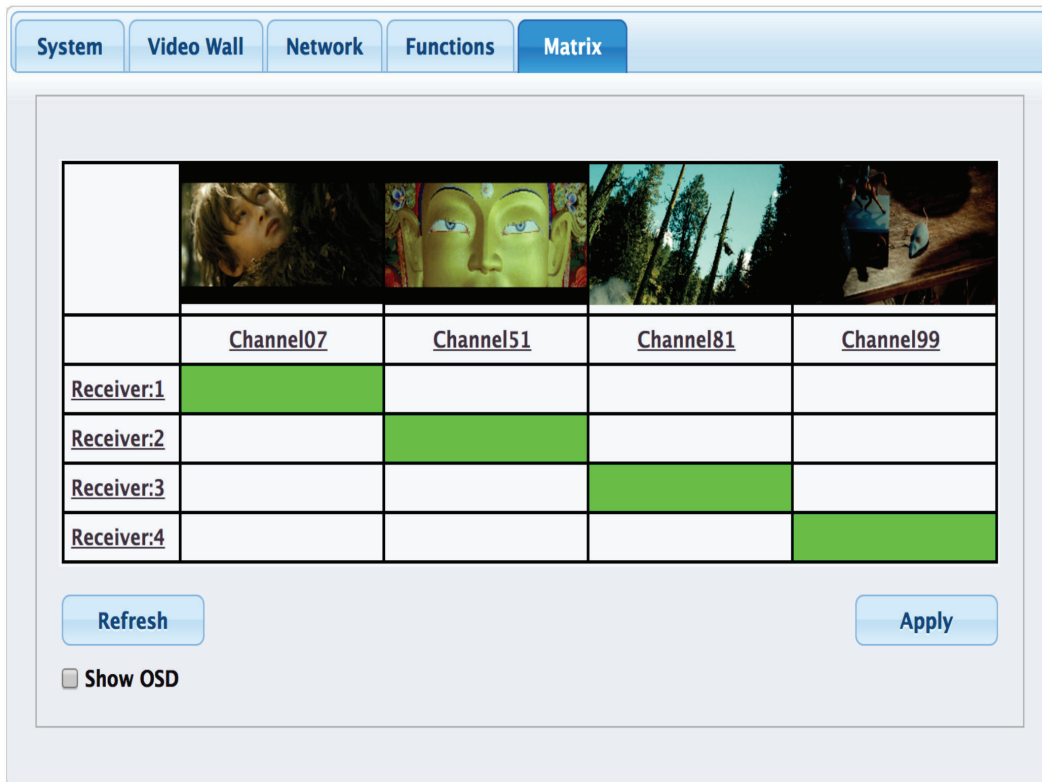 System Video Wall Network Functions Matrix
Channel07 Channel51 Channel81 Channel99
Receiver:1
Receiver:2
Receiver:3
Receiver:4
Refresh Apply
Show OSD